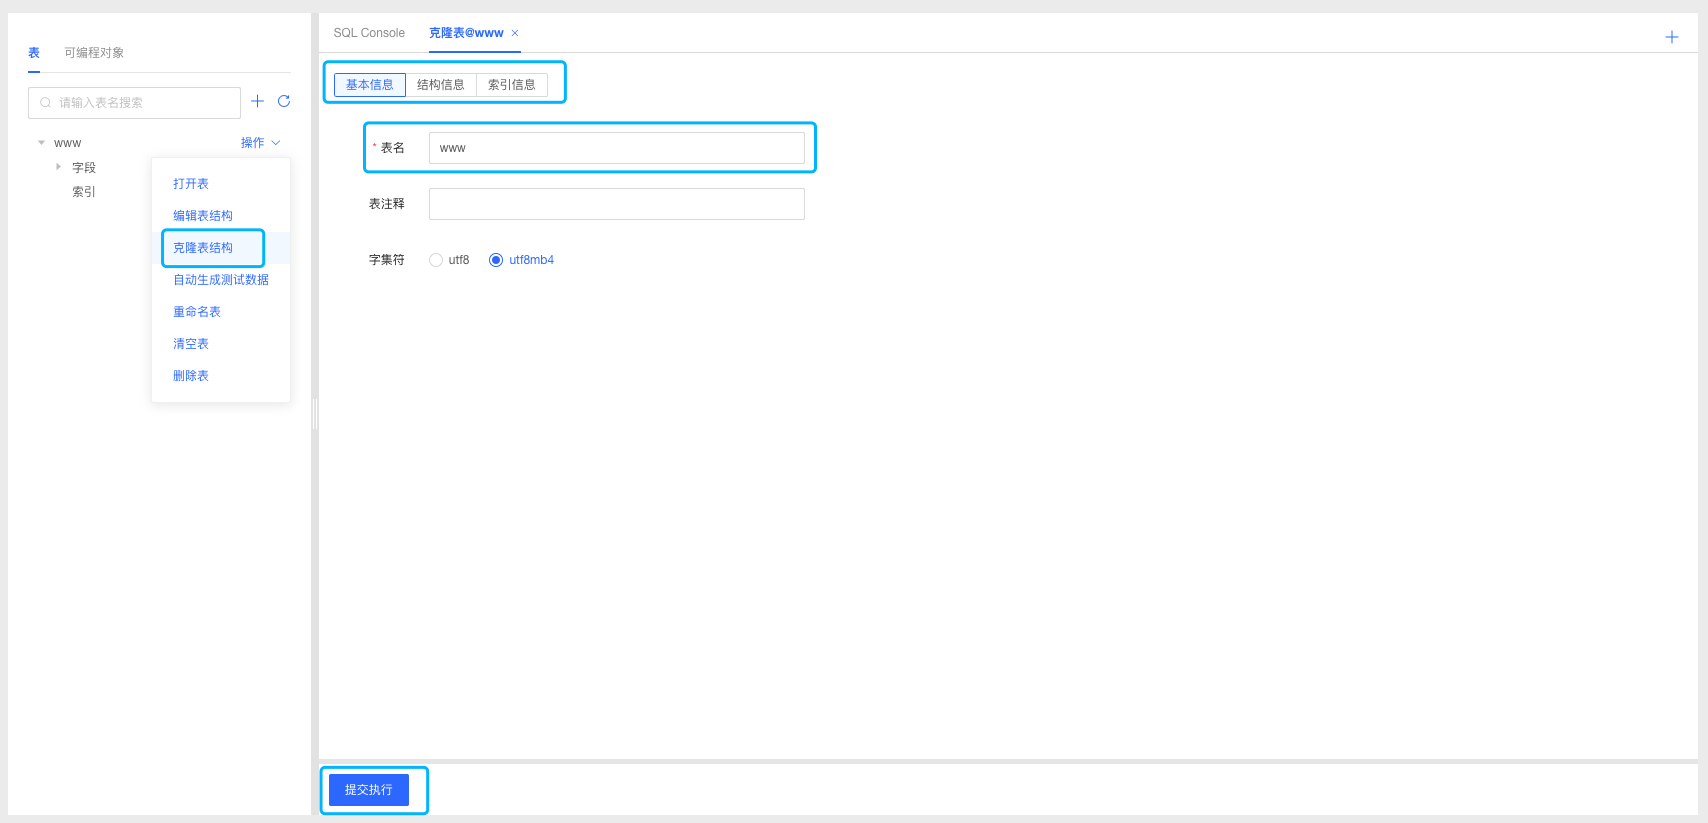 表 可编程对象
请输入表名搜索
www 操作
字段
索引
打开表
编辑表结构
克隆表结构
自动生成测试数据
重命名表
清空表
删除表
SQL Console 克隆表@www ×
基本信息 结构信息 索引信息
* 表名 www
表注释
字集符 utf8 utf8mb4
提交执行